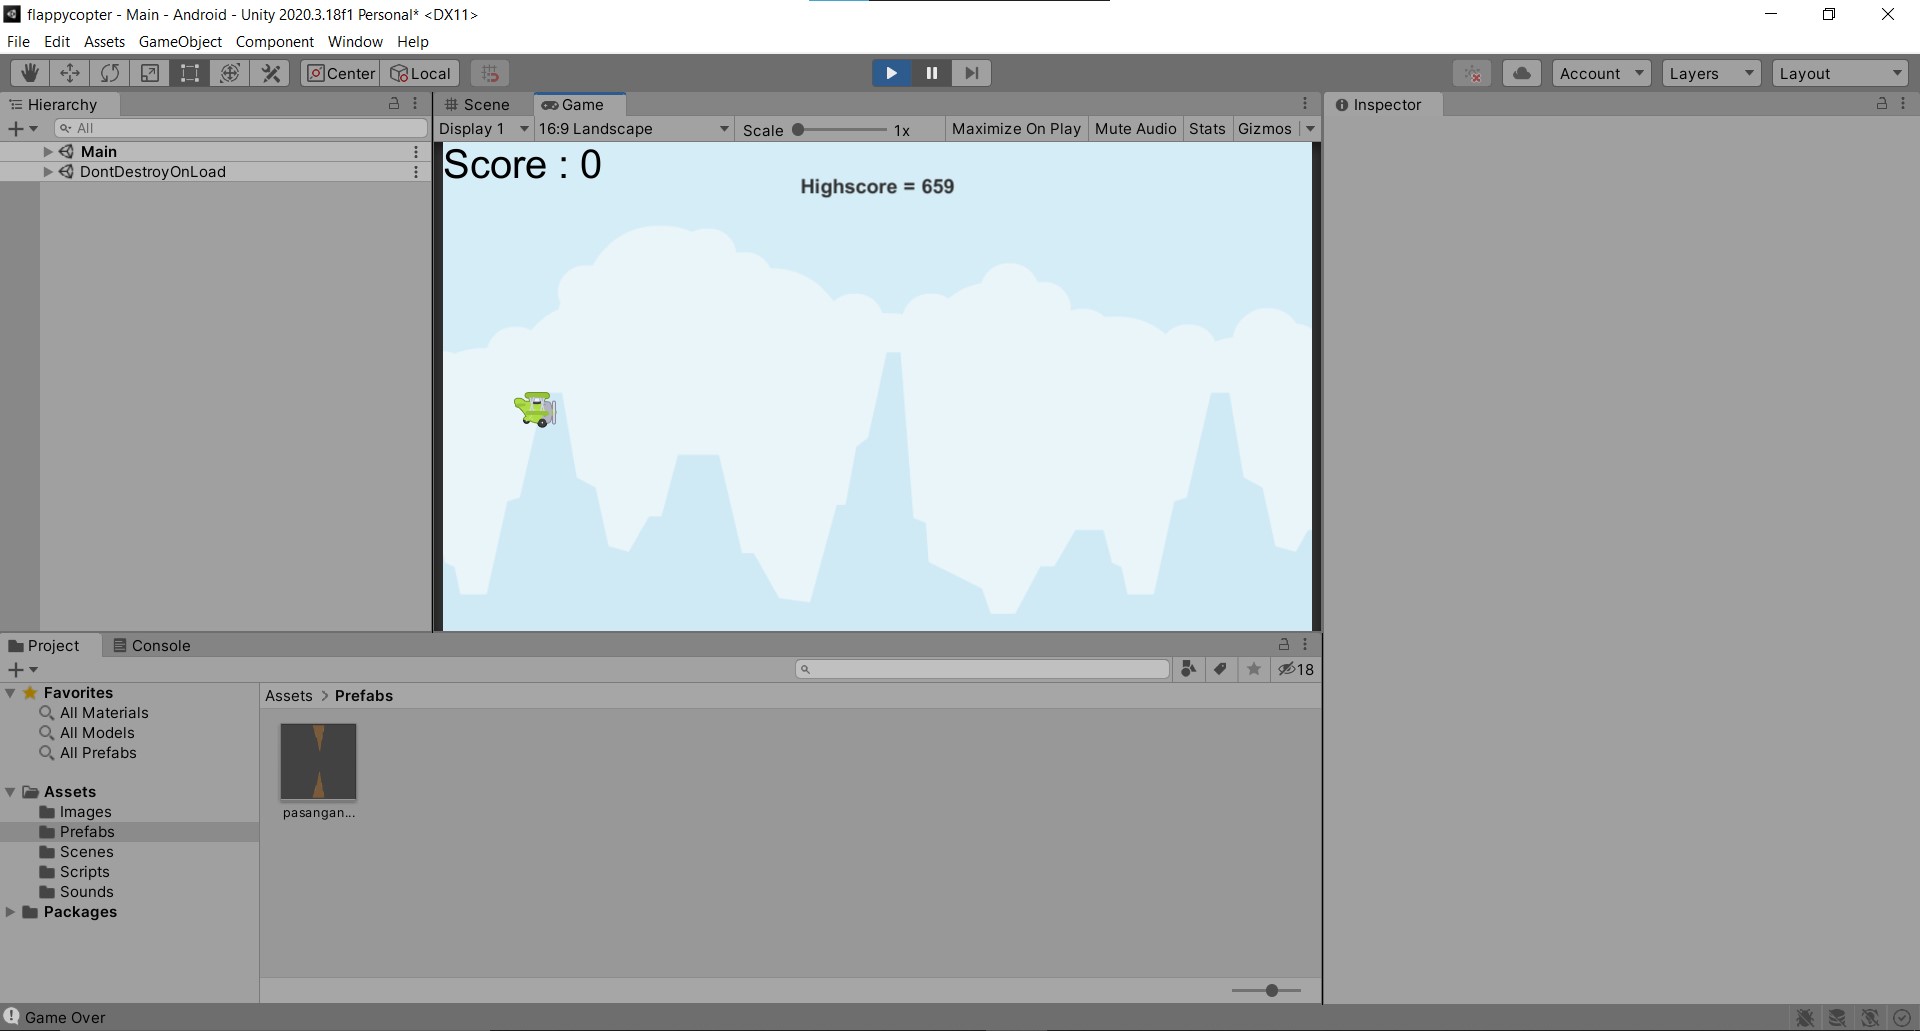 flappycopter - Main - Android - Unity 2020.3.18f1 Personal* <DX11>
File Edit Assets GameObject Component Window Help
Center Local Account Layers Layout
Hierarchy
Scene Game
Inspector
All
Display 1 16:9 Landscape Scale 1x Maximize On Play Mute Audio Stats Gizmos
Main
DontDestroyOnLoad
Score : 0
Highscore = 659
Project Console
18
Favorites
All Materials
All Models
All Prefabs
Assets
Images
Prefabs
Scenes
Scripts
Sounds
Packages
Assets > Prefabs
pasangan...
Game Over